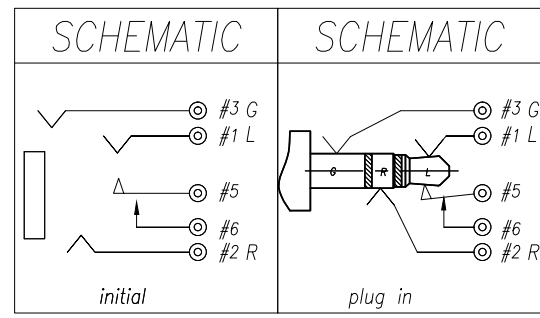 SCHEMATIC
#3 G
#1 L
#5
#6
#2 R
initial
SCHEMATIC
G
R
L
#3 G
#1 L
#5
#6
#2 R
plug in